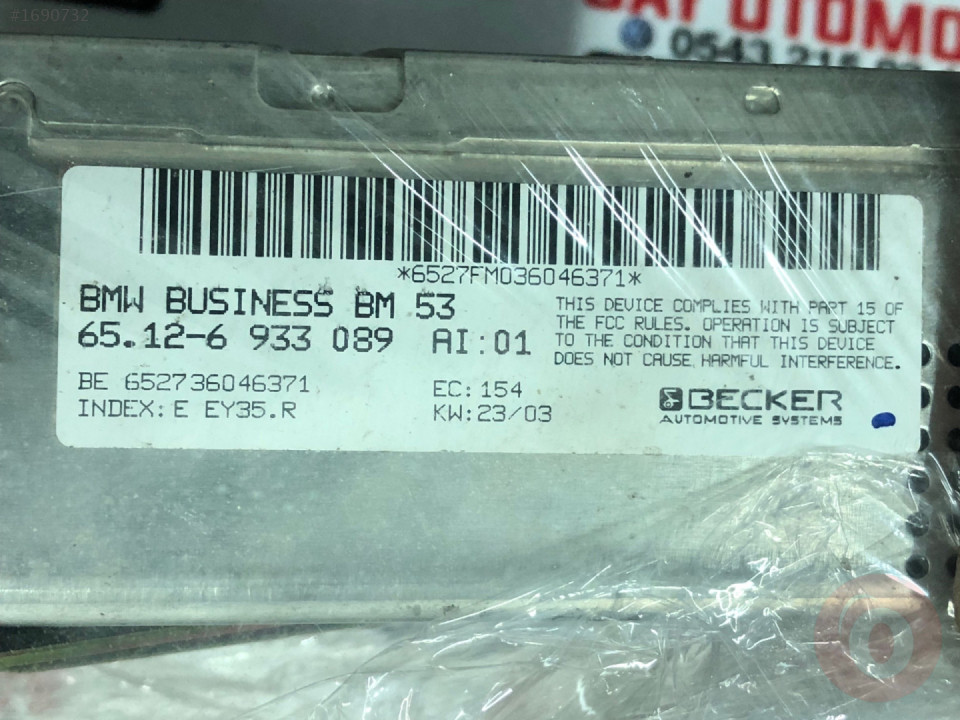 #1690732
OTOMO
0543 215
*6527FM036046371*
BMW BUSINESS BM 53
65.12-6 933 089 AI:01
BE 652736046371
INDEX: E EY35.R
EC:154
KW:23/03
THIS DEVICE COMPLIES WITH PART 15 OF
THE FCC RULES. OPERATION IS SUBJECT
TO THE CONDITION THAT THIS DEVICE
DOES NOT CAUSE HARMFUL INTERFERENCE.
BECKER
AUTOMOTIVE SYSTEMS